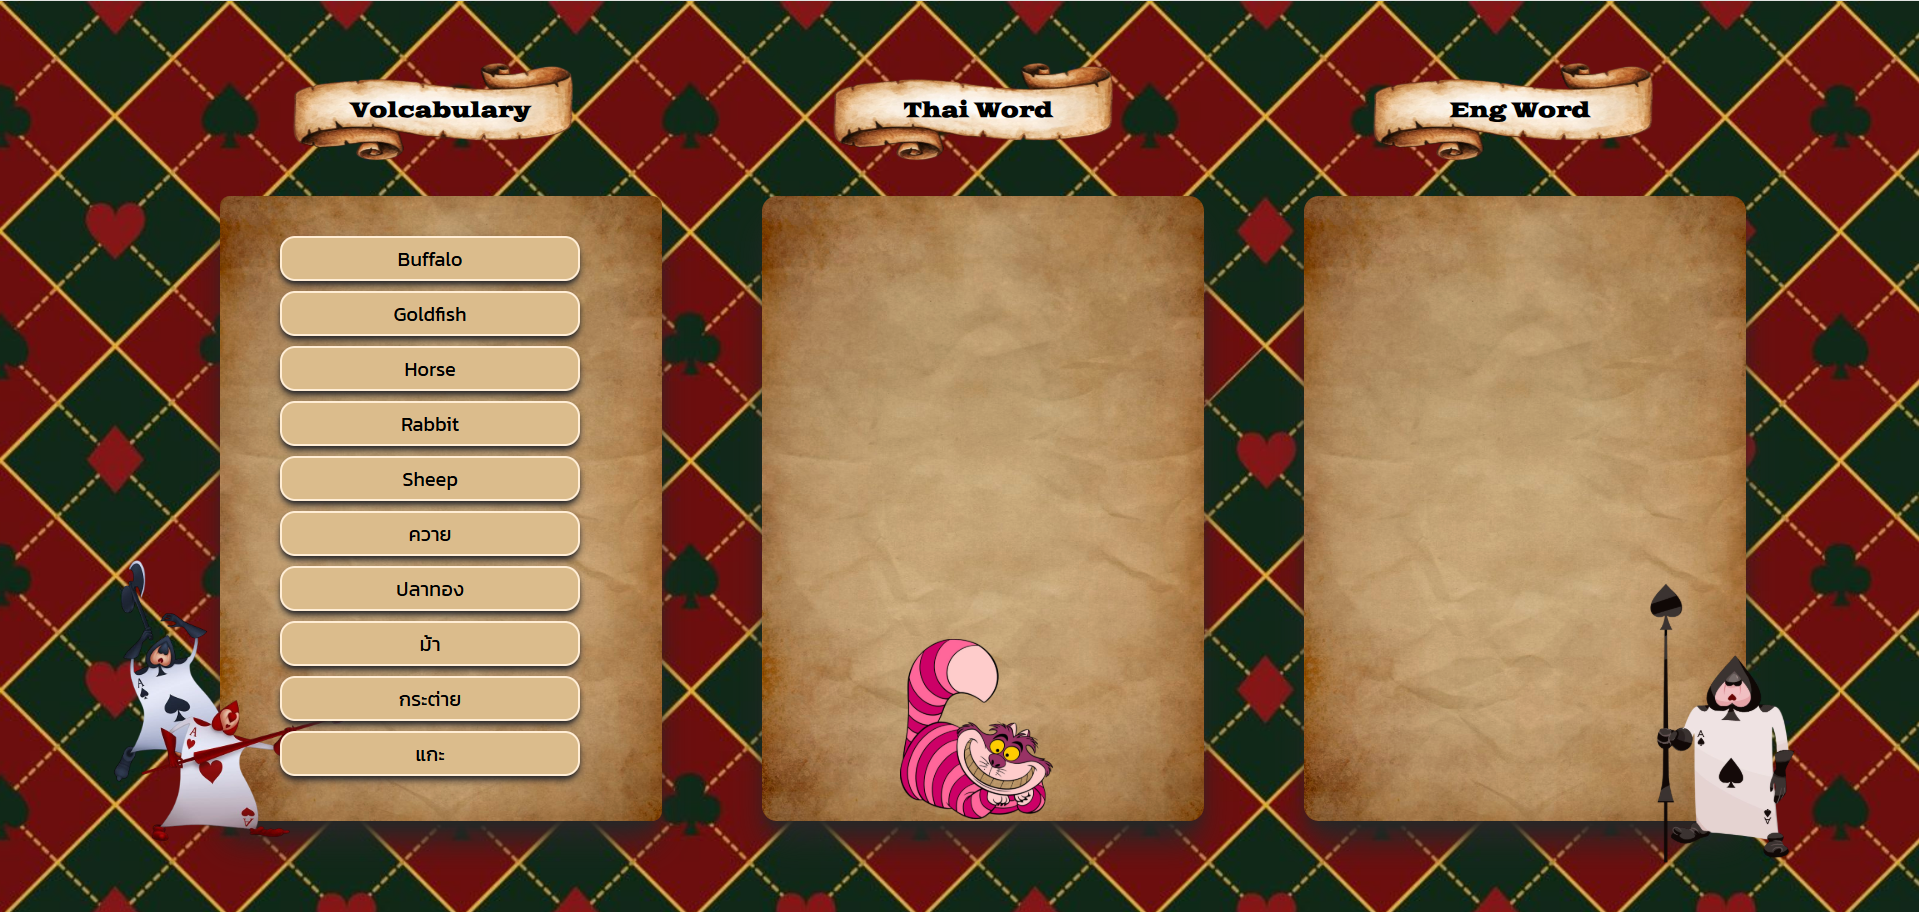 Volcabulary
Thai Word
Eng Word
Buffalo
Goldfish
Horse
Rabbit
Sheep
ควาย
ปลาทอง
ม้า
กระต่าย
แกะ
A
A
A
A
A